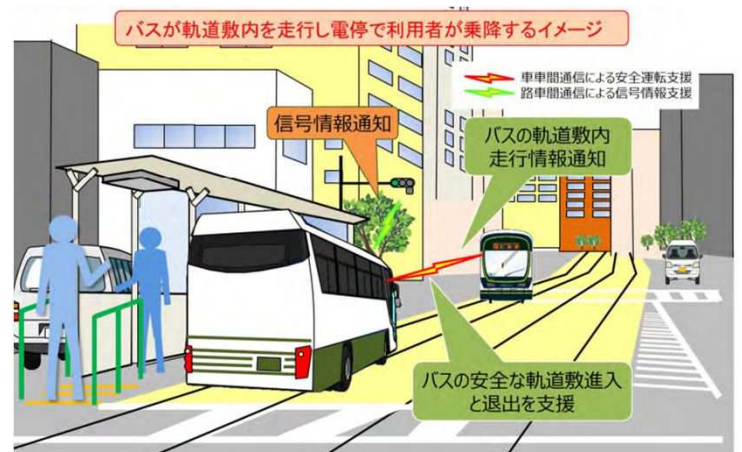 バスが軌道敷内を走行し電停で利用者が乗降するイメージ
車車間通信による安全運転支援
路車間通信による信号情報支援
信号情報通知
バスの軌道敷内
走行情報通知
バスの安全な軌道敷進入
と退出を支援